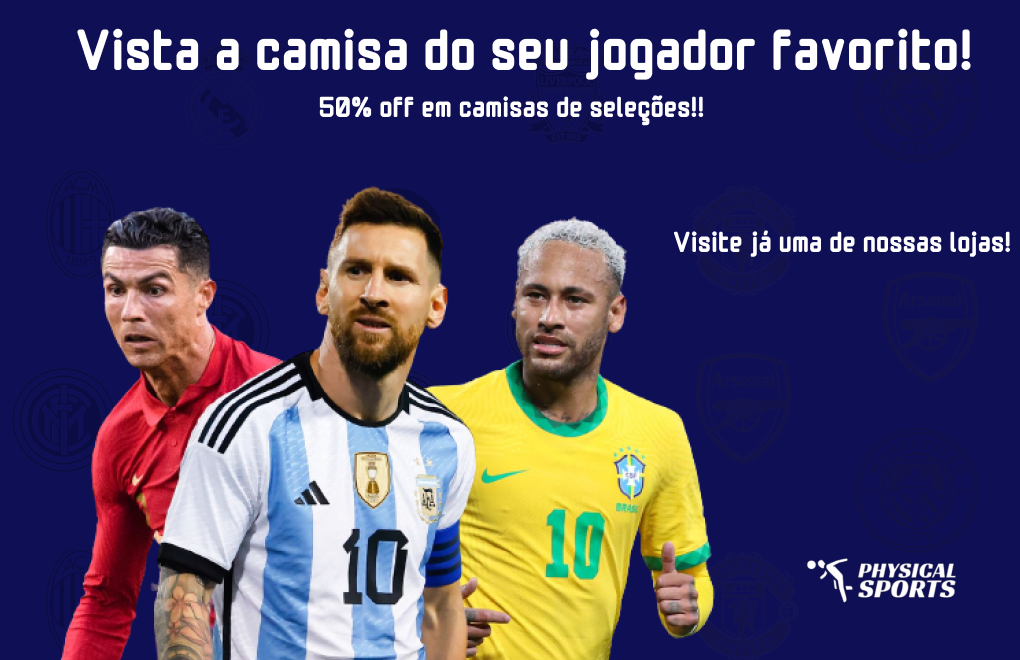 Vista a camisa do seu jogador favorito!
50% off em camisas de seleções!!
Visite já uma de nossas lojas!
10
10
BRASIL
PHYSICAL
SPORTS